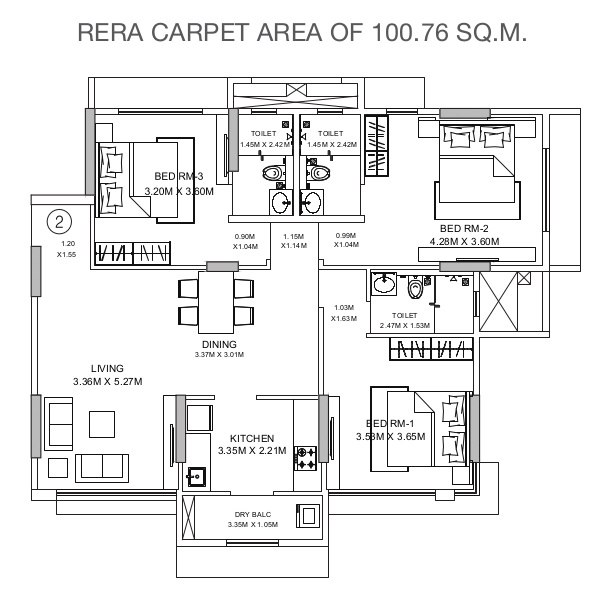 RERA CARPET AREA OF 100.76 SQ.M.
TOILET
1.45M X 2.42M
TOILET
1.45M X 2.42M
BED RM-3
3.20M X 3.60M
2
1.20
X1.55
0.90M
X1.04M
1.15M
X1.14M
0.99M
X1.04M
BED RM-2
4.28M X 3.60M
1.03M
X1.63M
TOILET
2.47M X 1.53M
DINING
3.37M X 3.01M
LIVING
3.36M X 5.27M
KITCHEN
3.35M X 2.21M
BED RM-1
X 3.65M
DRY BALC
3.35M X 1.05M